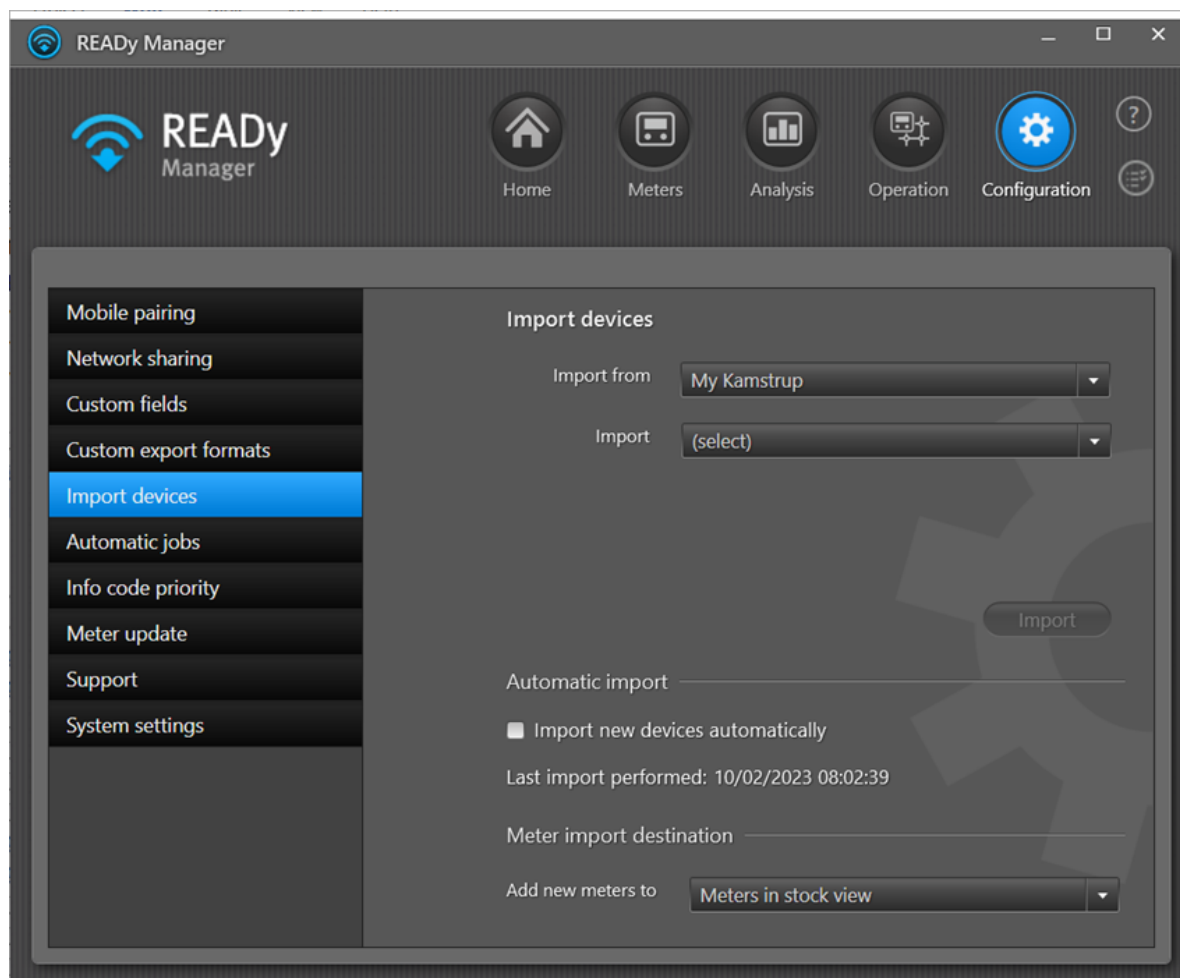 READy Manager
READy
Manager
?
Home Meters Analysis Operation Configuration
Mobile pairing
Network sharing
Custom fields
Custom export formats
Import devices
Automatic jobs
Info code priority
Meter update
Support
System settings
Import devices
Import from My Kamstrup
Import (select)
Import
Automatic import
Import new devices automatically
Last import performed: 10/02/2023 08:02:39
Meter import destination
Add new meters to Meters in stock view